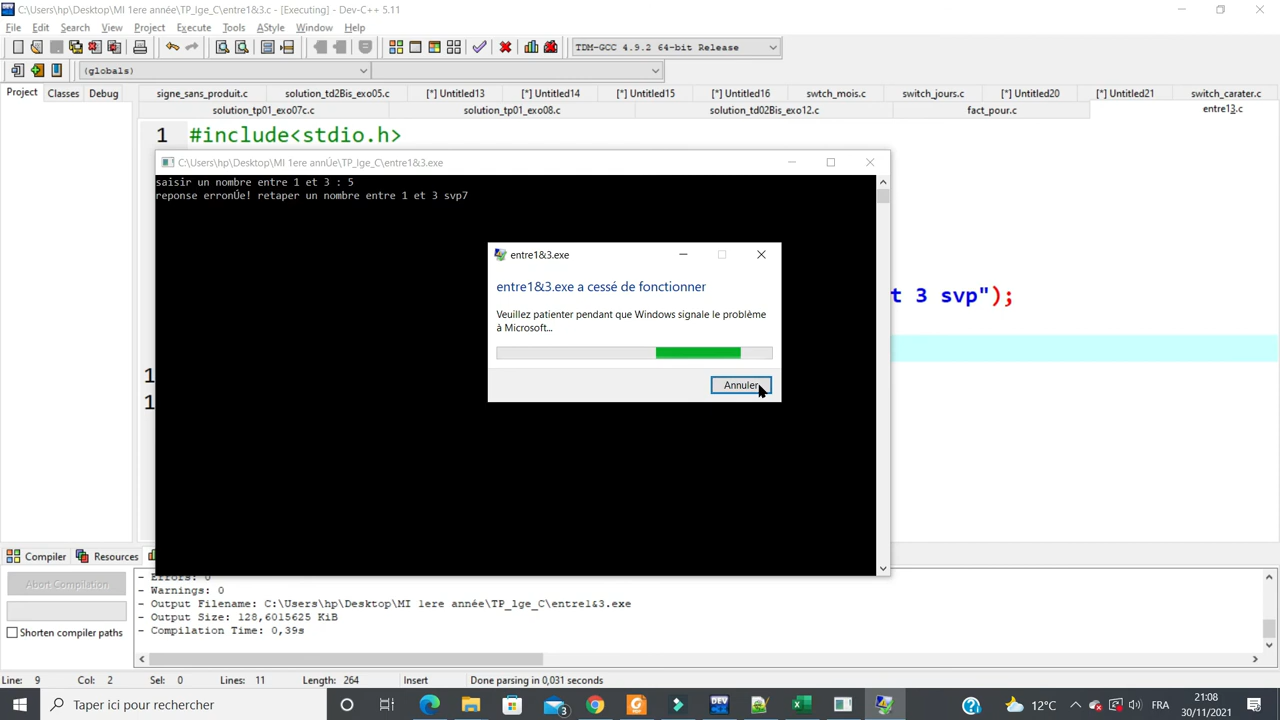 C:\Users\hp\Desktop\MI 1ere année\TP_lge_C\entre1&3.c - [Executing] - Dev-C++ 5.11
File Edit Search View Project Execute Tools AStyle Window Help
TDM-GCC 4.9.2 64-bit Release
(globals)
Project Classes Debug
signe_sans_produit.c solution_td2Bis_exo05.c [*] Untitled13 [*] Untitled14 [*] Untitled15 [*] Untitled16 swtch_mois.c switch_jours.c [*] Untitled20 [*] Untitled21 switch_carater.c
solution_tp01_exo07c.c solution_tp01_exo08.c solution_td02Bis_exo12.c fact_pour.c entre13.c
1 #include<stdio.h>
C:\Users\hp\Desktop\MI 1ere annÚe\TP_lge_C\entre1&3.exe
saisir un nombre entre 1 et 3 : 5
reponse erronÚe! retaper un nombre entre 1 et 3 svp7
entre1&3.exe
entre1&3.exe a cessé de fonctionner
t 3 svp");
Veuillez patienter pendant que Windows signale le problème
à Microsoft...
Annuler
1
1
Compiler Resources
Abort Compilation
Shorten compiler paths
- Errors: 0
- Warnings: 0
- Output Filename: C:\Users\hp\Desktop\MI 1ere année\TP_lge_C\entre1&3.exe
- Output Size: 128,6015625 KiB
- Compilation Time: 0,39s
Line: 9 Col: 2 Sel: 0 Lines: 11 Length: 264 Insert Done parsing in 0,031 seconds
Taper ici pour rechercher
3
DEV
12°C
FRA
21:08
30/11/2021